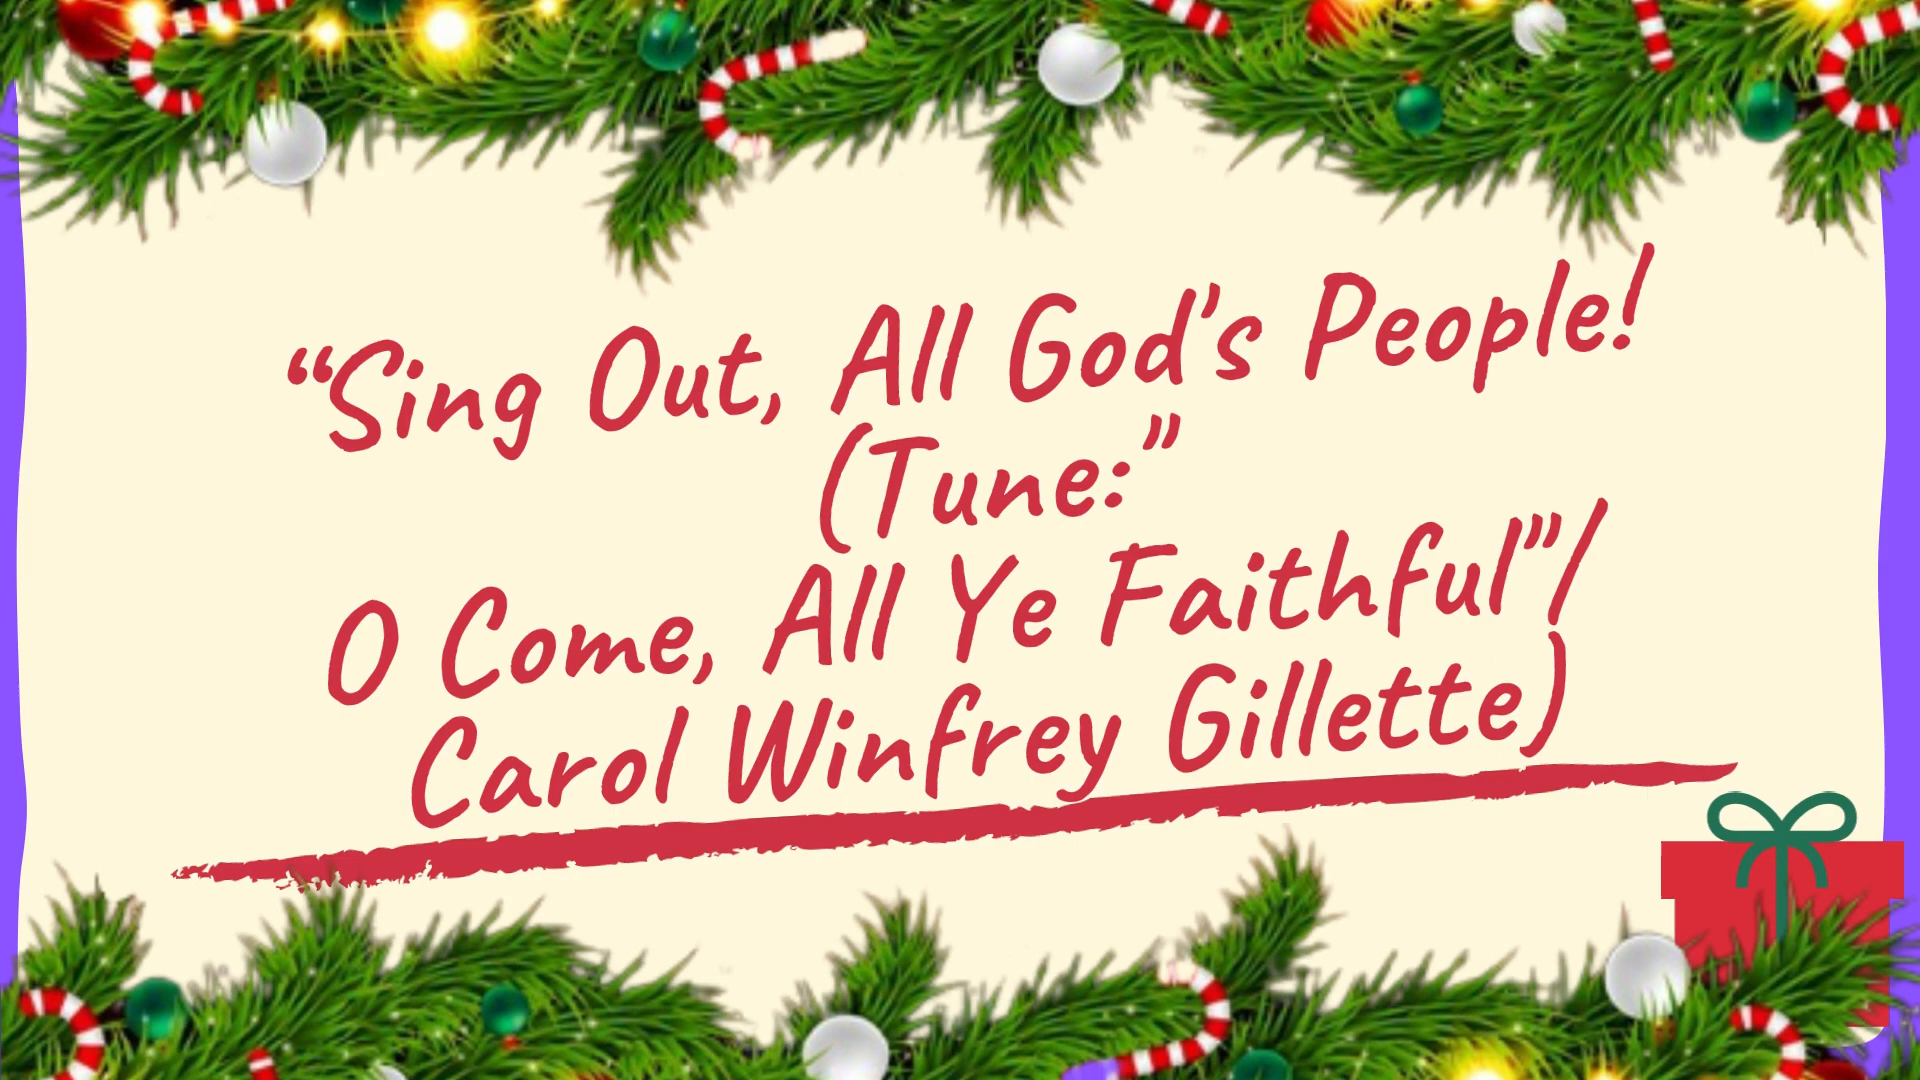 “Sing Out, All God's People!
(Tune:”
O Come, All Ye Faithful”'/
Carol Winfrey Gillette)